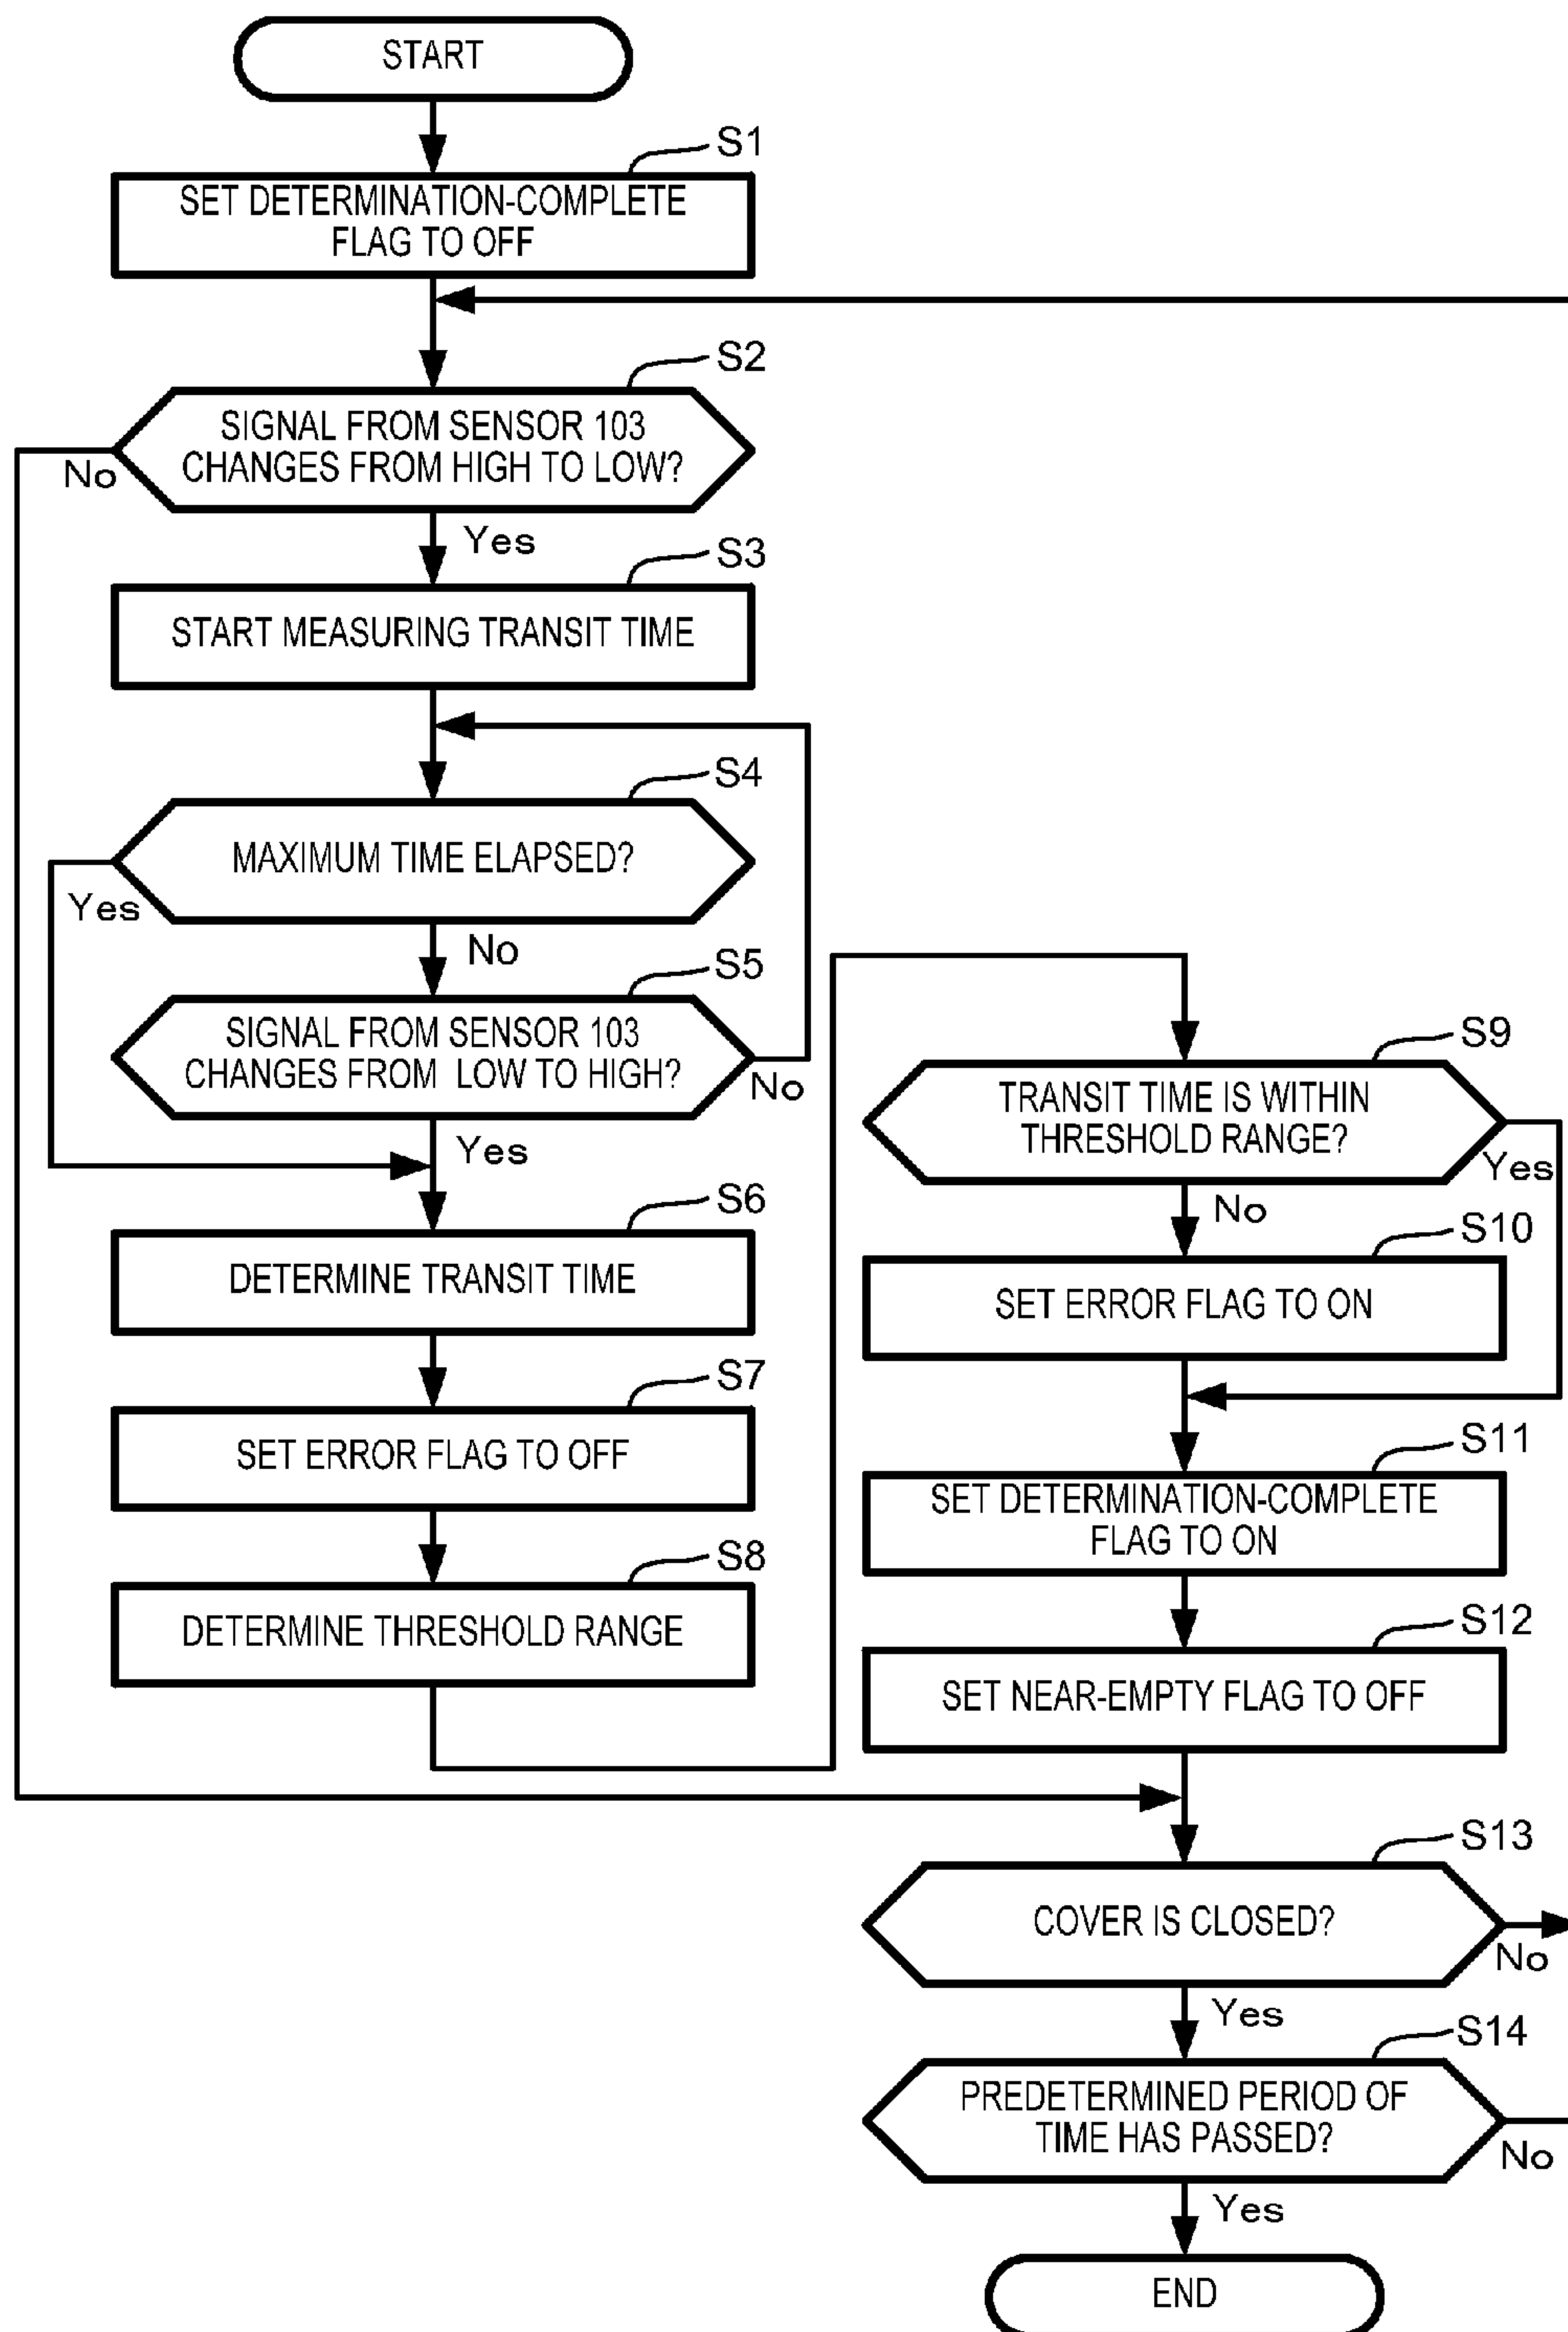 START
S1
SET DETERMINATION-COMPLETE
FLAG TO OFF
S2
SIGNAL FROM SENSOR 103
CHANGES FROM HIGH TO LOW?
No
Yes
S3
START MEASURING TRANSIT TIME
S4
MAXIMUM TIME ELAPSED?
Yes
No
S5
SIGNAL FROM SENSOR 103
CHANGES FROM LOW TO HIGH?
No
Yes
S6
DETERMINE TRANSIT TIME
S7
SET ERROR FLAG TO OFF
S8
DETERMINE THRESHOLD RANGE
S9
TRANSIT TIME IS WITHIN
THRESHOLD RANGE?
Yes
No
S10
SET ERROR FLAG TO ON
S11
SET DETERMINATION-COMPLETE
FLAG TO ON
S12
SET NEAR-EMPTY FLAG TO OFF
S13
COVER IS CLOSED?
No
Yes
S14
PREDETERMINED PERIOD OF
TIME HAS PASSED?
No
Yes
END